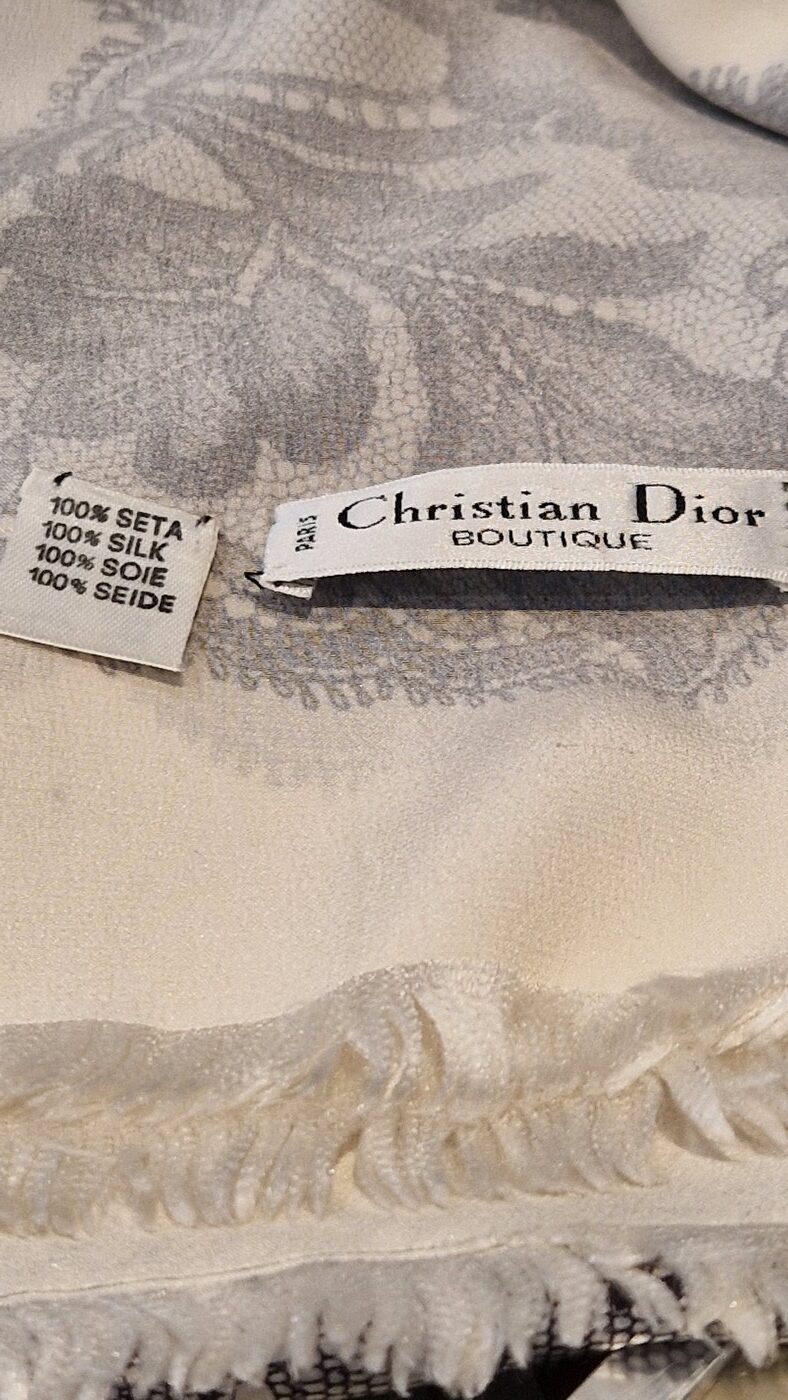 100% SETA
100% SILK
100% SOIE
100% SEIDE
PARIS
Christian Dior
BOUTIQUE